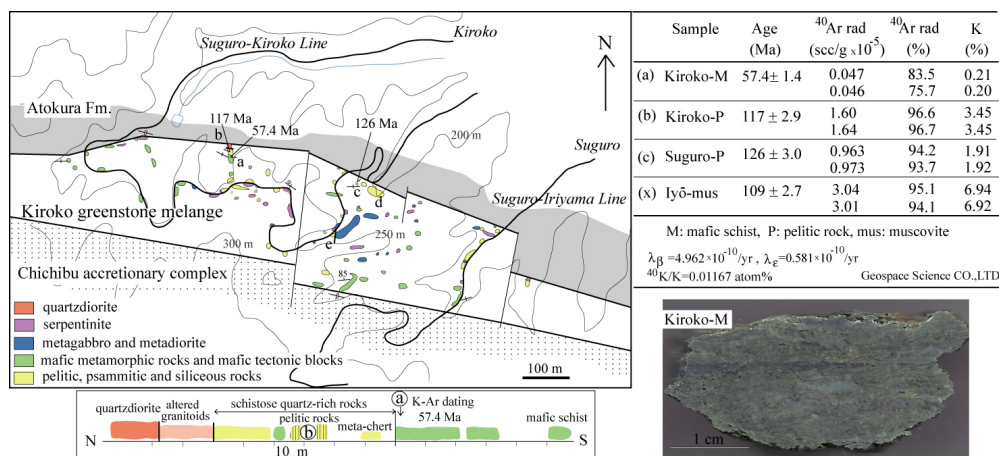 Suguro-Kiroko Line
Kiroko
N
Atokura Fm.
117 Ma
57.4 Ma
126 Ma
200 m
Suguro
b
a
c
d
e
Suguro-Iriyama Line
Kiroko greenstone melange
300 m
250 m
85
Chichibu accretionary complex
quartzdiorite
serpentinite
metagabbro and metadiorite
mafic metamorphic rocks and mafic tectonic blocks
pelitic, psammitic and siliceous rocks
100 m
quartzdiorite
altered
granitoids
schistose quartz-rich rocks
pelitic rocks
b
meta-chert
a
K-Ar dating
57.4 Ma
mafic schist
N
S
10 m
Sample Age 40Ar rad 40Ar rad K
(Ma) (scc/g x10-5) (%) (%)
(a) Kiroko-M 57.4± 1.4 0.047 83.5 0.21
0.046 75.7 0.20
(b) Kiroko-P 117 ± 2.9 1.60 96.6 3.45
1.64 96.7 3.45
(c) Suguro-P 126 ± 3.0 0.963 94.2 1.91
0.973 93.7 1.92
(x) Iyō-mus 109 ± 2.7 3.04 95.1 6.94
3.01 94.1 6.92
M: mafic schist, P: pelitic rock, mus: muscovite
λβ =4.962×10-10/yr , λε=0.581×10-10/yr
40K/K=0.01167 atom% Geospace Science CO.,LTD
Kiroko-M
1 cm